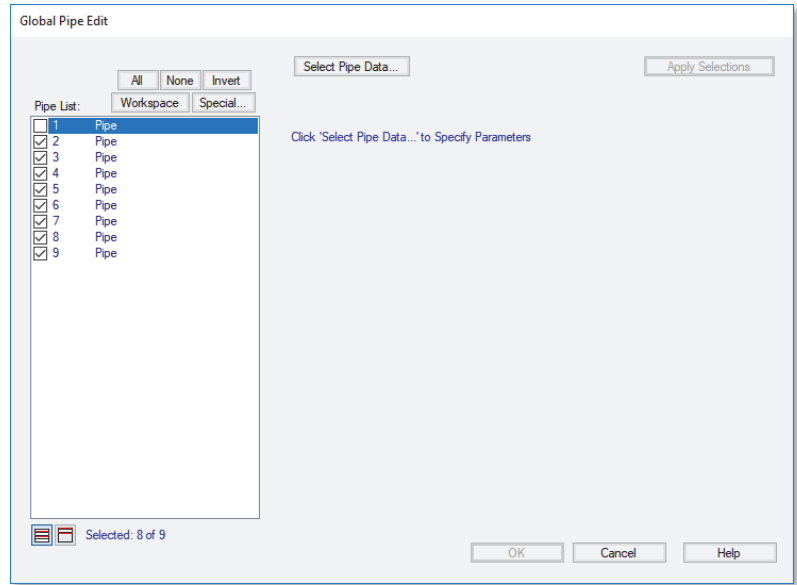 Global Pipe Edit
Select Pipe Data...
Apply Selections
All None Invert
Pipe List: Workspace Special...
1 Pipe
2 Pipe
3 Pipe
4 Pipe
5 Pipe
6 Pipe
7 Pipe
8 Pipe
9 Pipe
Click 'Select Pipe Data...' to Specify Parameters
Selected: 8 of 9
OK Cancel Help